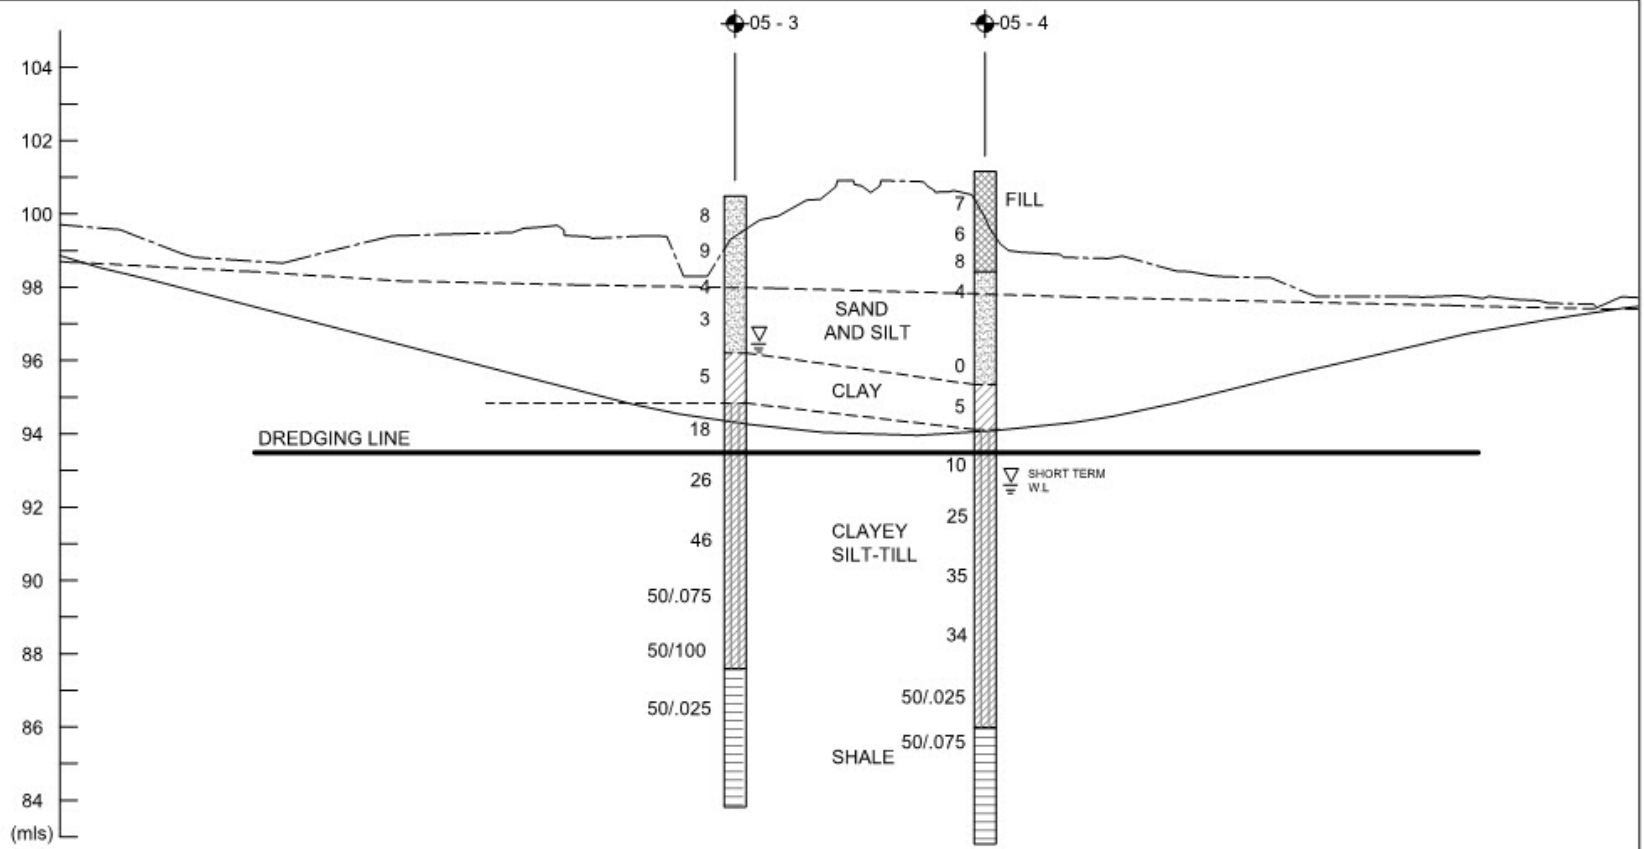 05 - 3
05 - 4
104
102
100
98
96
94
92
90
88
86
84
(mls)
8
9
4
3
5
18
26
46
50/.075
50/100
50/.025
7
6
8
4
0
5
10
25
35
34
50/.025
50/.075
FILL
SAND
AND SILT
CLAY
DREDGING LINE
SHORT TERM
W.L
CLAYEY
SILT-TILL
SHALE